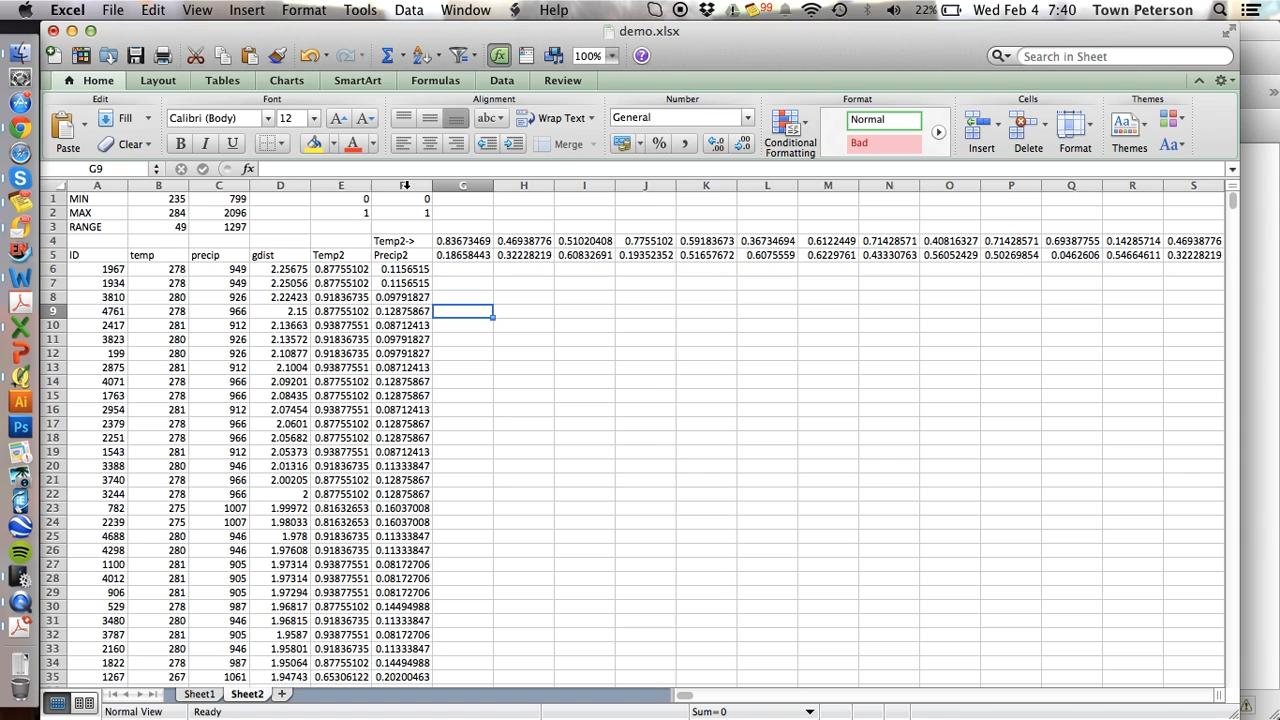 Excel File Edit View Insert Format Tools Data Window Help 99 22% Wed Feb 4 7:40 Town Peterson
demo.xlsx
100% Search in Sheet
Home Layout Tables Charts SmartArt Formulas Data Review
Edit Font Alignment Number Format Cells Themes
Paste Fill Calibri (Body) 12 abc Wrap Text General Conditional Formatting Normal Insert Delete Format Themes
Clear B I U A Merge % Bad Aa
G9 fx
A B C D E F G H I J K L M N O P Q R S
1 MIN 235 799 0 0
2 MAX 284 2096 1 1
3 RANGE 49 1297
4 Temp2-> 0.83673469 0.46938776 0.51020408 0.7755102 0.59183673 0.36734694 0.6122449 0.71428571 0.40816327 0.71428571 0.69387755 0.14285714 0.46938776
5 ID temp precip gdist Temp2 Precip2 0.18658443 0.32228219 0.60832691 0.19352352 0.51657672 0.6075559 0.6229761 0.43330763 0.56052429 0.50269854 0.0462606 0.54664611 0.32228219
6 1967 278 949 2.25675 0.87755102 0.1156515
7 1934 278 949 2.25056 0.87755102 0.1156515
8 3810 280 926 2.22423 0.91836735 0.09791827
9 4761 278 966 2.15 0.87755102 0.12875867
10 2417 281 912 2.13663 0.93877551 0.08712413
11 3823 280 926 2.13572 0.91836735 0.09791827
12 199 280 926 2.10877 0.91836735 0.09791827
13 2875 281 912 2.1004 0.93877551 0.08712413
14 4071 278 966 2.09201 0.87755102 0.12875867
15 1763 278 966 2.08435 0.87755102 0.12875867
16 2954 281 912 2.07454 0.93877551 0.08712413
17 2379 278 966 2.0601 0.87755102 0.12875867
18 2251 278 966 2.05682 0.87755102 0.12875867
19 1543 281 912 2.05373 0.93877551 0.08712413
20 3388 280 946 2.01316 0.91836735 0.11333847
21 3740 278 966 2.00205 0.87755102 0.12875867
22 3244 278 966 2 0.87755102 0.12875867
23 782 275 1007 1.99972 0.81632653 0.16037008
24 2239 275 1007 1.98033 0.81632653 0.16037008
25 4688 280 946 1.978 0.91836735 0.11333847
26 4298 280 946 1.97608 0.91836735 0.11333847
27 1100 281 905 1.97314 0.93877551 0.08172706
28 4012 281 905 1.97314 0.93877551 0.08172706
29 906 281 905 1.97294 0.93877551 0.08172706
30 529 278 987 1.96817 0.87755102 0.14494988
31 3480 280 946 1.96815 0.91836735 0.11333847
32 3787 281 905 1.9587 0.93877551 0.08172706
33 2160 280 946 1.95801 0.91836735 0.11333847
34 1822 278 987 1.95064 0.87755102 0.14494988
35 1267 267 1061 1.94743 0.65306122 0.20200463
Sheet1 Sheet2 +
Normal View Ready Sum=0